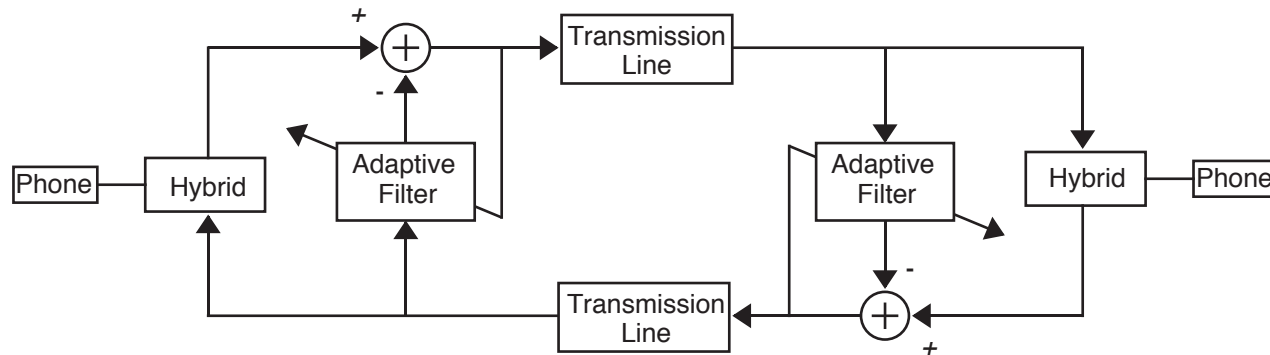 +
Transmission
Line
-
Adaptive
Filter
Phone
Hybrid
Adaptive
Filter
Hybrid
Phone
-
Transmission
Line
+